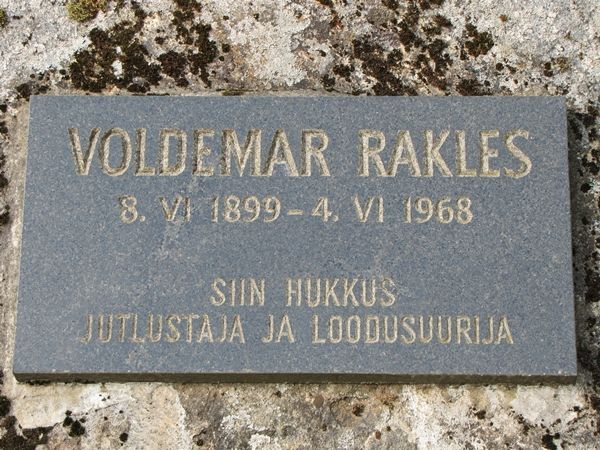 VOLDEMAR RAKLES
8. VI 1899 – 4. VI 1968
SIIN HUKKUS
JUTLUSTAJA JA LOODUSUURIJA